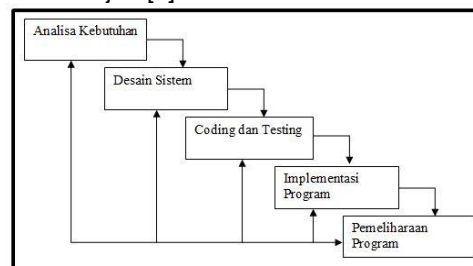 Analisa Kebutuhan
Desain Sistem
Coding dan Testing
Implementasi
Program
Pemeliharaan
Program